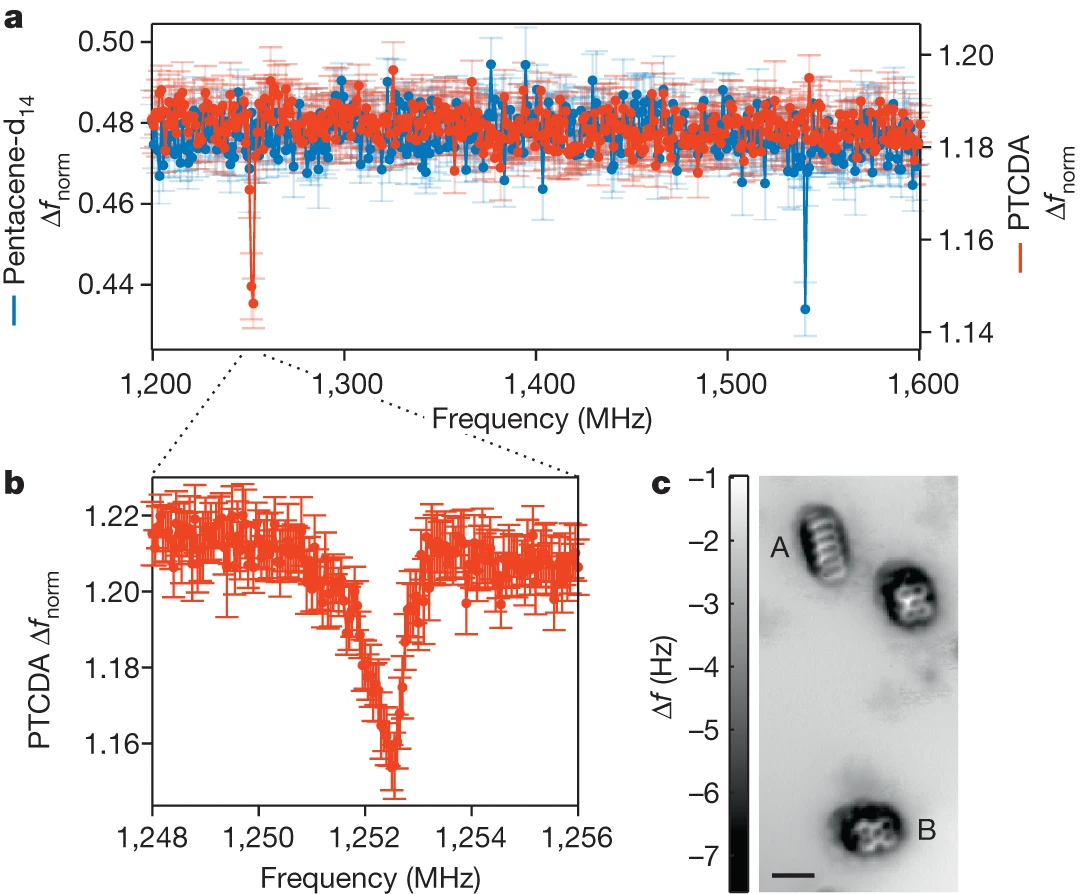 a
0.50
0.48
0.46
0.44
Pentacene-d14
Δfnorm
1.20
1.18
1.16
1.14
PTCDA
Δfnorm
1,200
1,300
1,400
1,500
1,600
Frequency (MHz)
b
1.22
1.20
1.18
1.16
PTCDA Δfnorm
1,248
1,250
1,252
1,254
1,256
Frequency (MHz)
c
–1
–2
–3
–4
–5
–6
–7
Δf (Hz)
A
B